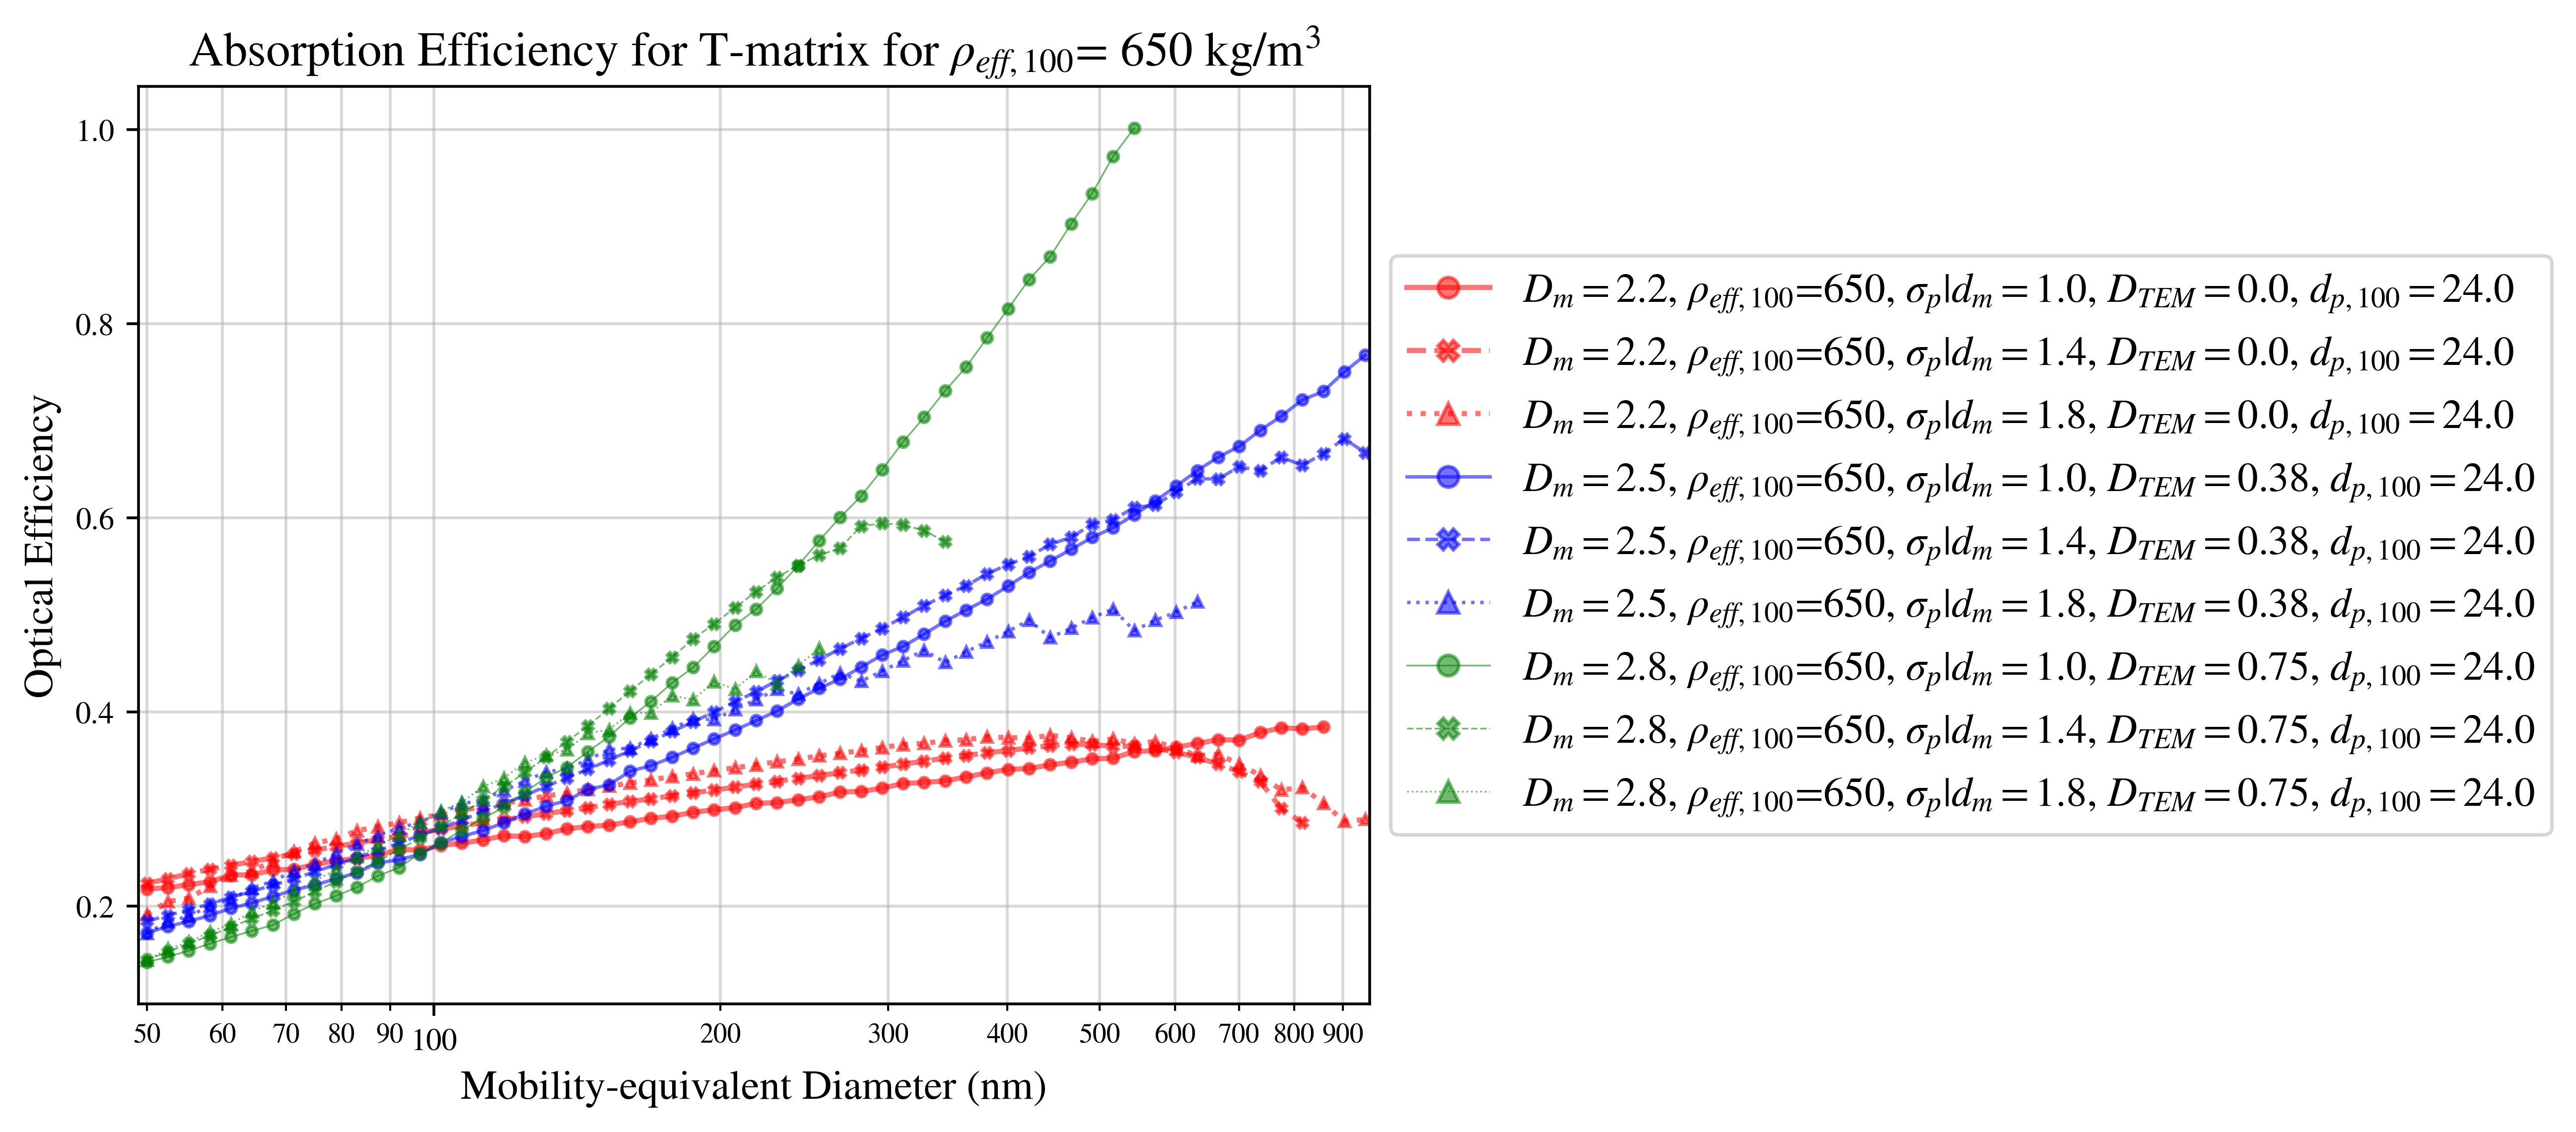 Absorption Efficiency for T-matrix for ρeff,100= 650 kg/m³
Optical Efficiency
1.0
0.8
0.6
0.4
0.2
50 60 70 80 90 100 200 300 400 500 600 700 800 900
Mobility-equivalent Diameter (nm)
Dm = 2.2, ρeff,100=650, σp|dm = 1.0, DTEM = 0.0, dp,100 = 24.0
Dm = 2.2, ρeff,100=650, σp|dm = 1.4, DTEM = 0.0, dp,100 = 24.0
Dm = 2.2, ρeff,100=650, σp|dm = 1.8, DTEM = 0.0, dp,100 = 24.0
Dm = 2.5, ρeff,100=650, σp|dm = 1.0, DTEM = 0.38, dp,100 = 24.0
Dm = 2.5, ρeff,100=650, σp|dm = 1.4, DTEM = 0.38, dp,100 = 24.0
Dm = 2.5, ρeff,100=650, σp|dm = 1.8, DTEM = 0.38, dp,100 = 24.0
Dm = 2.8, ρeff,100=650, σp|dm = 1.0, DTEM = 0.75, dp,100 = 24.0
Dm = 2.8, ρeff,100=650, σp|dm = 1.4, DTEM = 0.75, dp,100 = 24.0
Dm = 2.8, ρeff,100=650, σp|dm = 1.8, DTEM = 0.75, dp,100 = 24.0